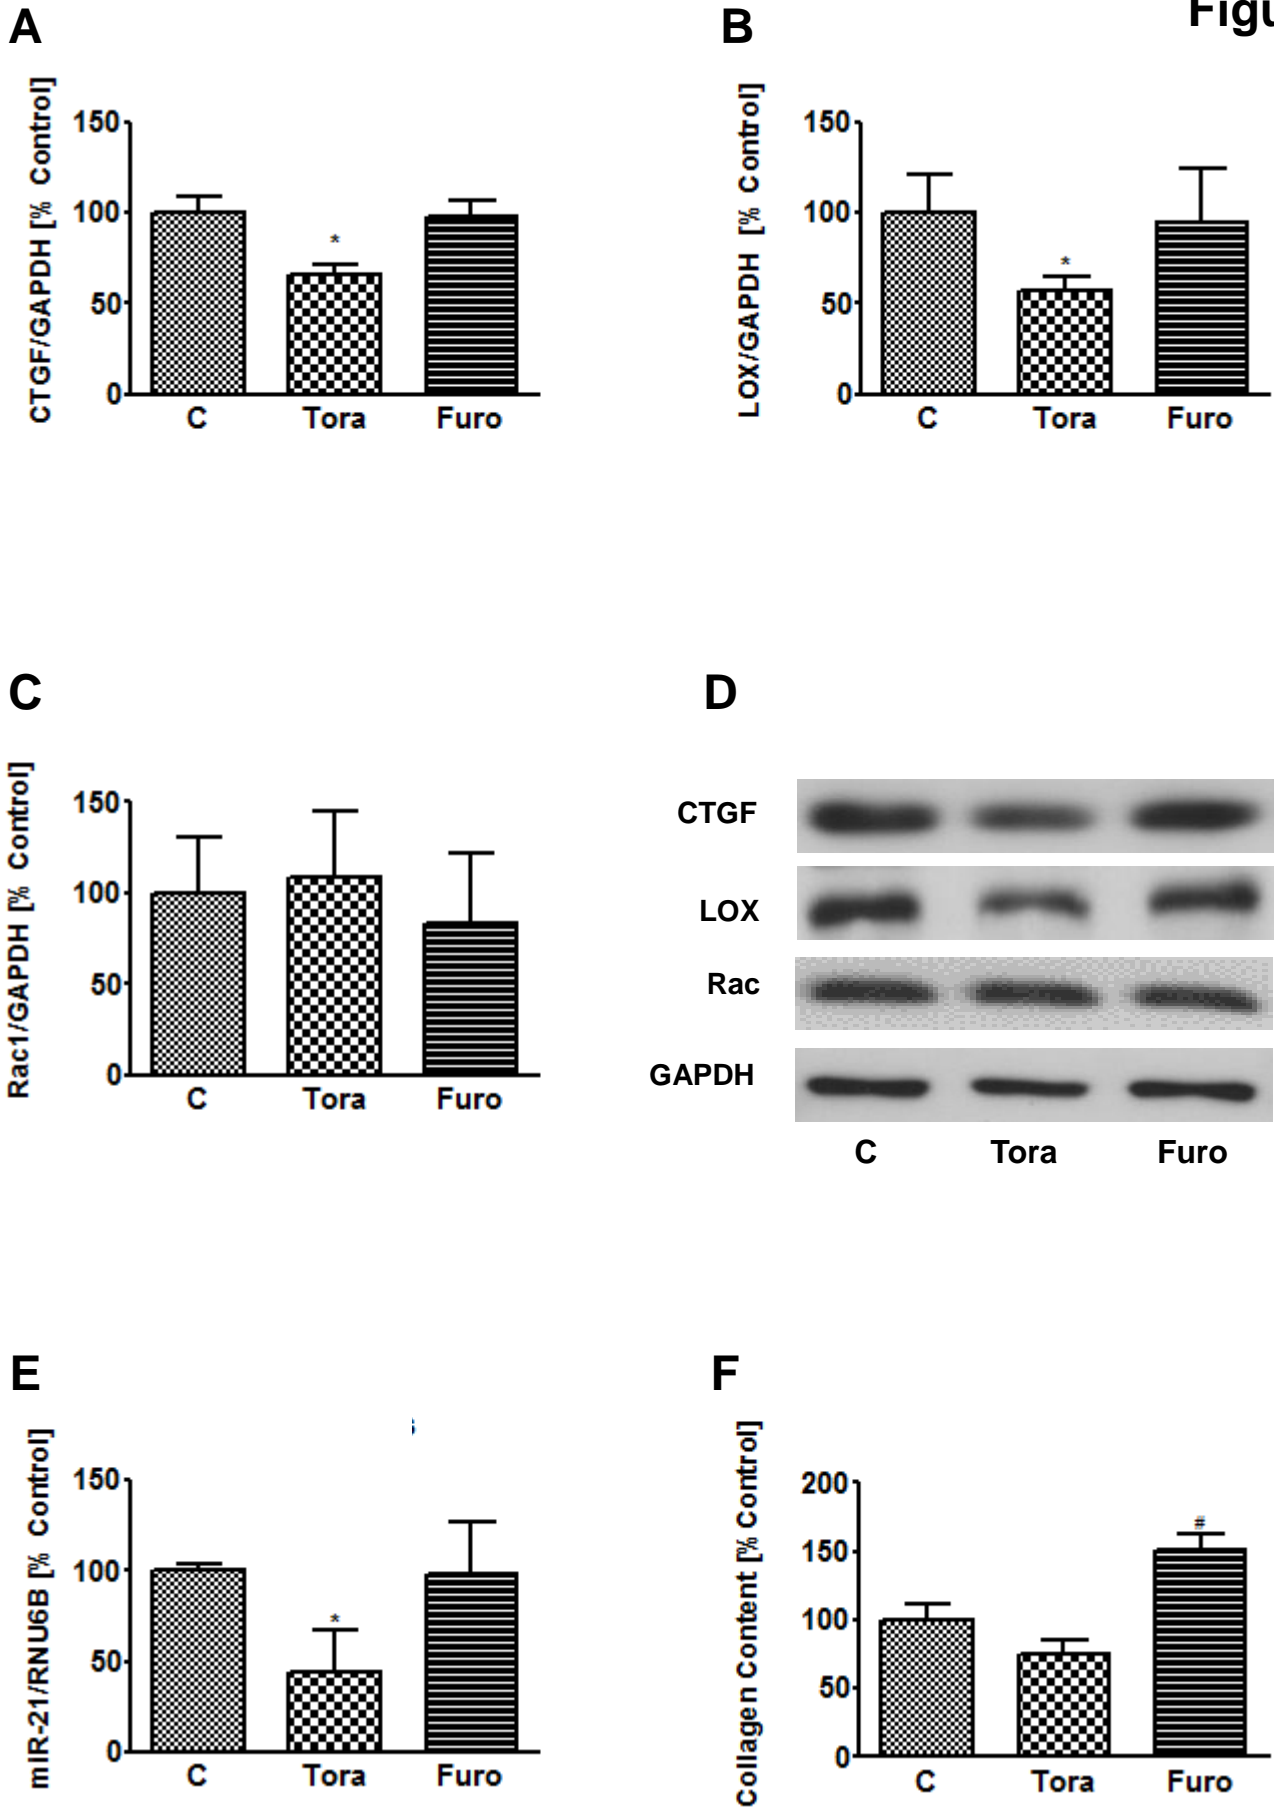 Figu
A
CTGF/GAPDH [% Control]
150
100
50
0
*
C Tora Furo
B
LOX/GAPDH [% Control]
150
100
50
0
*
C Tora Furo
C
Rac1/GAPDH [% Control]
150
100
50
0
C Tora Furo
D
CTGF
LOX
Rac
GAPDH
C Tora Furo
E
miR-21/RNU6B [% Control]
150
100
50
0
*
C Tora Furo
F
Collagen Content [% Control]
200
150
100
50
0
#
C Tora Furo